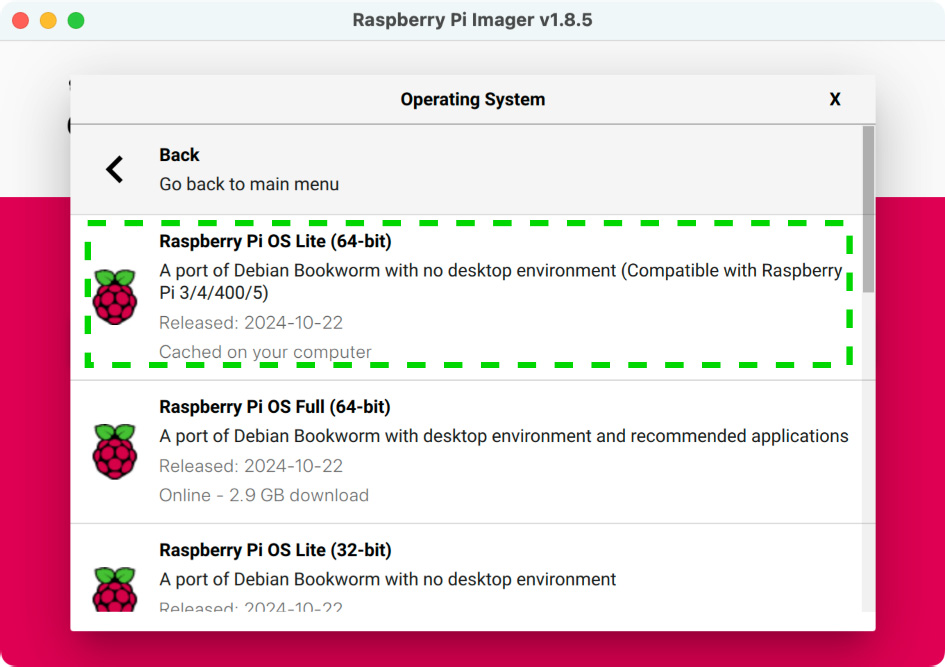 Raspberry Pi Imager v1.8.5
Operating System
X
Back
Go back to main menu
Raspberry Pi OS Lite (64-bit)
A port of Debian Bookworm with no desktop environment (Compatible with Raspberry
Pi 3/4/400/5)
Released: 2024-10-22
Cached on your computer
Raspberry Pi OS Full (64-bit)
A port of Debian Bookworm with desktop environment and recommended applications
Released: 2024-10-22
Online - 2.9 GB download
Raspberry Pi OS Lite (32-bit)
A port of Debian Bookworm with no desktop environment
Released: 2024-10-22